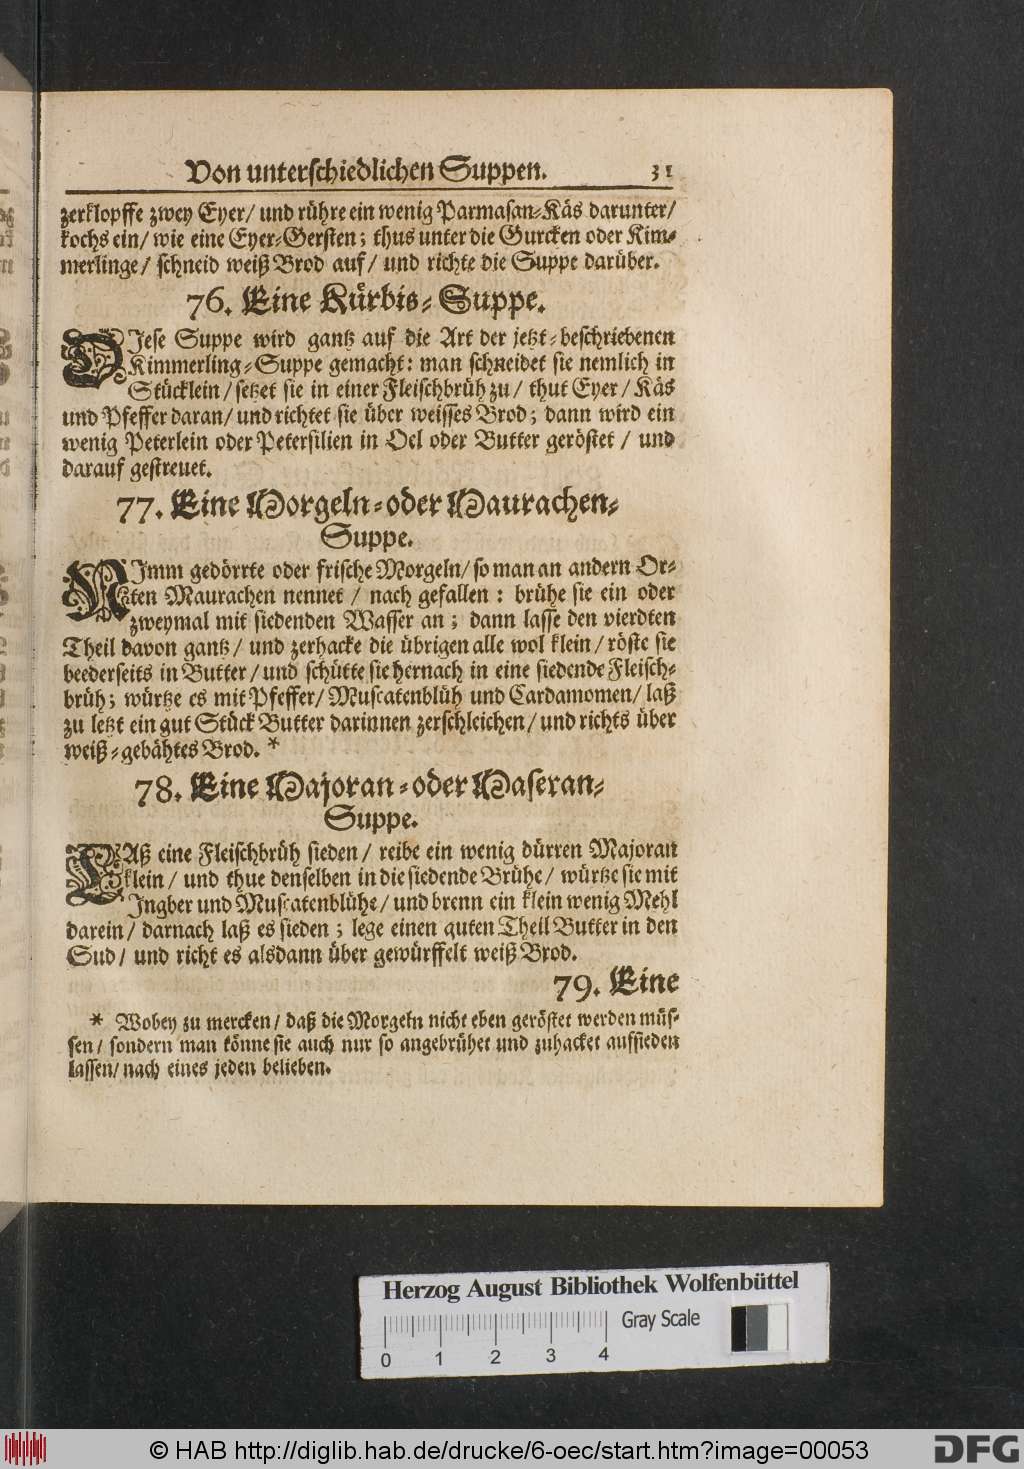 Von unterschiedlichen Suppen. 31
zerklopffe zwey Eyer/ und rühre ein wenig Parmasan-Käs darunter/
kochs ein/ wie eine Eyer-Gersten; thus unter die Gurcken oder Kim-
merlinge/ schneid weiß Brod auf/ und richte die Suppe darüber.
76. Eine Kürbis-Suppe.
DIese Suppe wird gantz auf die Art der jetzt-beschriebenen
Kimmerling-Suppe gemacht: man schneidet sie nemlich in
Stücklein/ setzet sie in einer Fleischbrüh zu/ thut Eyer/ Käs
und Pfeffer daran/ und richtet sie über weisses Brod; dann wird ein
wenig Peterlein oder Petersilien in Oel oder Butter geröstet/ und
darauf gestreuet.
77. Eine Morgeln-oder Maurachen-
Suppe.
NImm gedörrte oder frische Morgeln/ so man an andern Or-
ten Maurachen nennet/ nach gefallen: brühe sie ein oder
zweymal mit siedenden Wasser an; dann lasse den vierdten
Theil davon gantz/ und zerhacke die übrigen alle wol klein/ röste sie
beederseits in Butter/ und schütte sie hernach in eine siedende Fleisch-
brüh; würtze es mit Pfeffer/ Muscatenblüh und Cardamomen/ laß
zu letzt ein gut Stück Butter darinnen zerschleichen/ und richts über
weiß-gebähtes Brod. *
78. Eine Majoran-oder Maseran-
Suppe.
LAß eine Fleischbrüh sieden/ reibe ein wenig dürren Majoran
klein/ und thue denselben in die siedende Brühe/ würtze sie mit
Ingber und Muscatenblühe/ und brenn ein klein wenig Mehl
darein/ darnach laß es sieden; lege einen guten Theil Butter in den
Sud/ und richt es alsdann über gewürffelt weiß Brod.
79. Eine
* Wobey zu mercken/ daß die Morgeln nicht eben geröstet werden müs-
sen/ sondern man könne sie auch nur so angebrühet und zuhacket aufsieden
lassen/ nach eines jeden belieben.
Herzog August Bibliothek Wolfenbüttel
Gray Scale
0 1 2 3 4
© HAB http://diglib.hab.de/drucke/6-oec/start.htm?image=00053
DFG